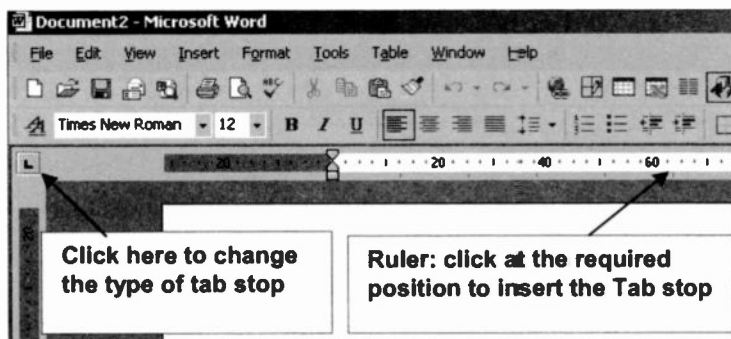 Document2 - Microsoft Word
File Edit View Insert Format Tools Table Window Help
Times New Roman 12 B I U
20 20 40 60
20
Click here to change
the type of tab stop
Ruler: click at the required
position to insert the Tab stop